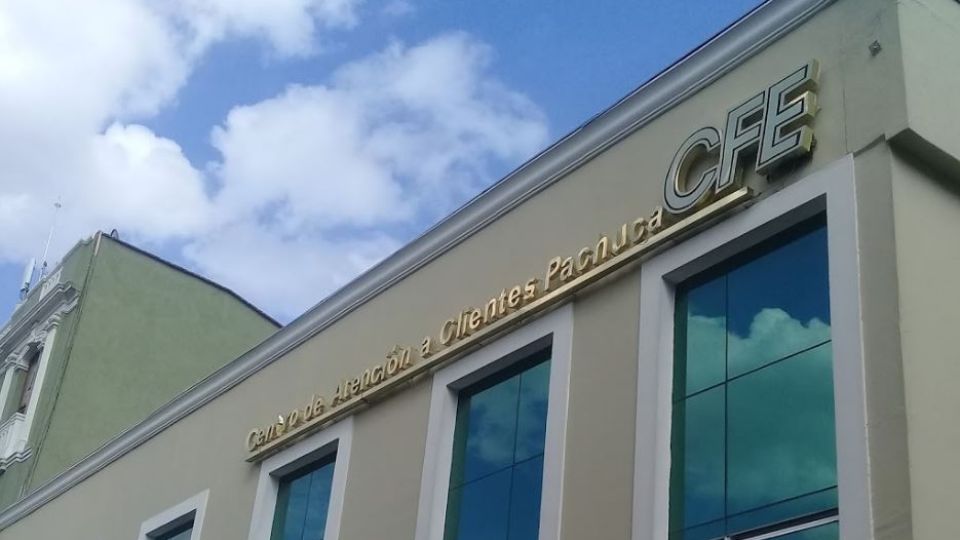 CFE
Centro de Atención a Clientes Pachuca